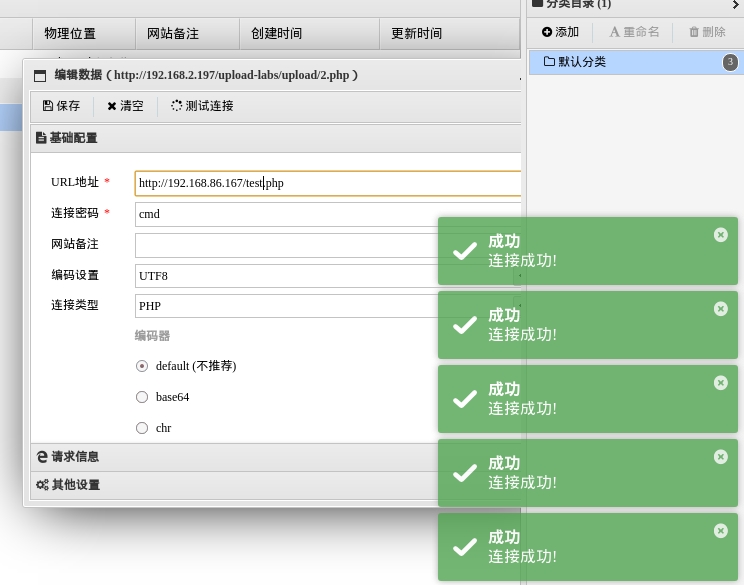 分类目录 (1)
物理位置 网站备注 创建时间 更新时间
添加 重命名 删除
默认分类 3
编辑数据 ( http://192.168.2.197/upload-labs/upload/2.php )
保存 清空 测试连接
基础配置
URL地址 * http://192.168.86.167/test.php
连接密码 * cmd
网站备注
编码设置 UTF8
连接类型 PHP
编码器
default (不推荐)
base64
chr
请求信息
其他设置
成功
连接成功!
成功
连接成功!
成功
连接成功!
成功
连接成功!
成功
连接成功!